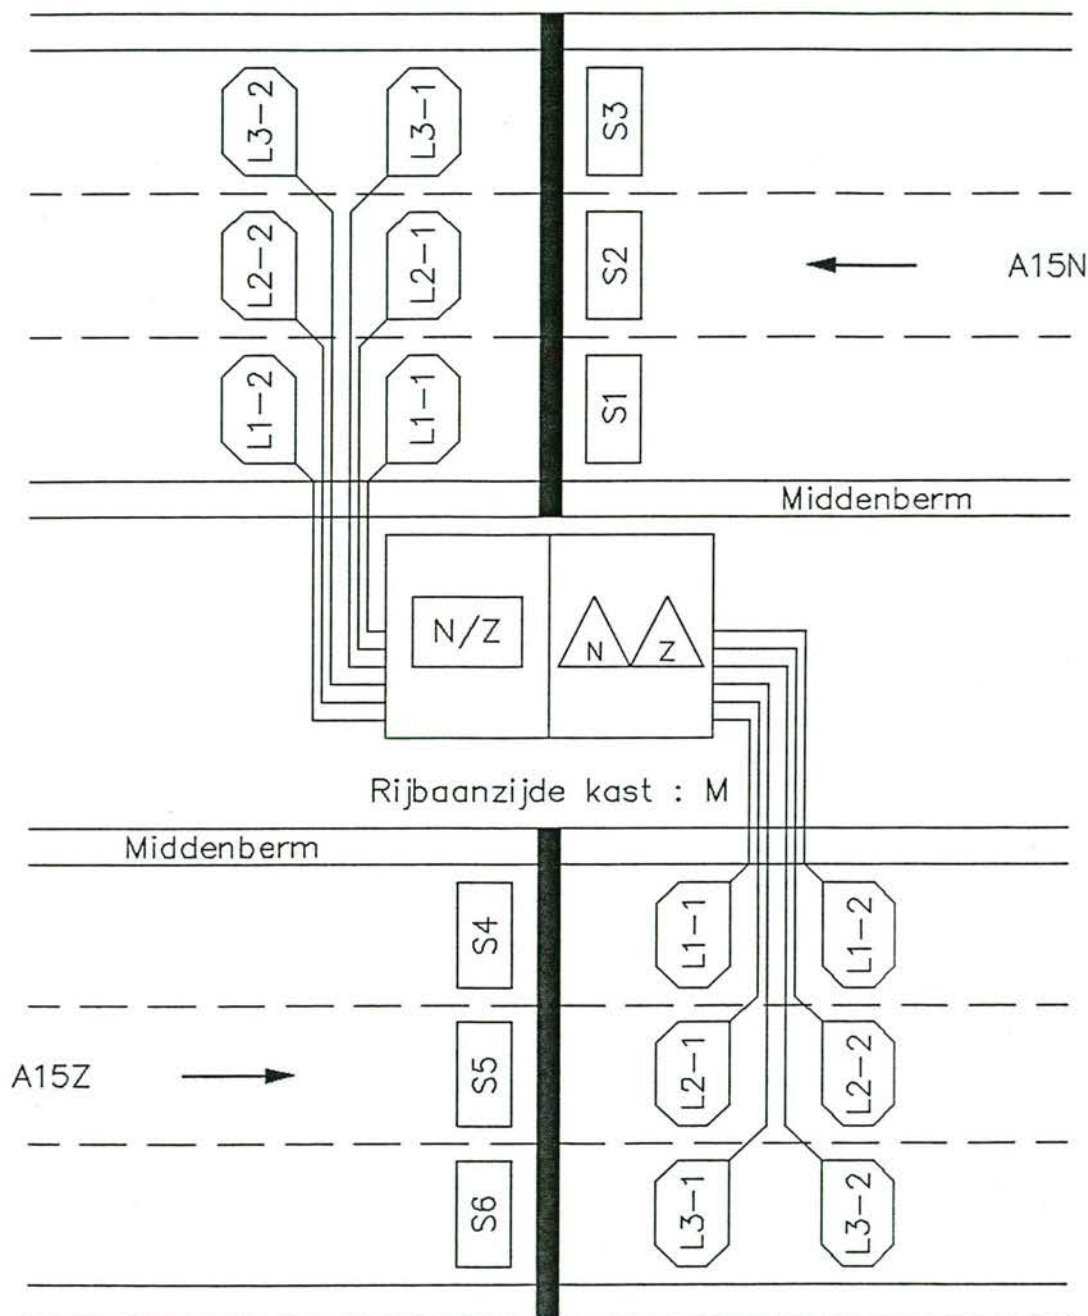 L3-2
L3-1
S3
L2-2
L2-1
S2
A15N
L1-2
L1-1
S1
Middenberm
N/Z
N
Z
Rijbaanzijde kast : M
Middenberm
S4
L1-1
L1-2
A15Z
S5
L2-1
L2-2
S6
L3-1
L3-2